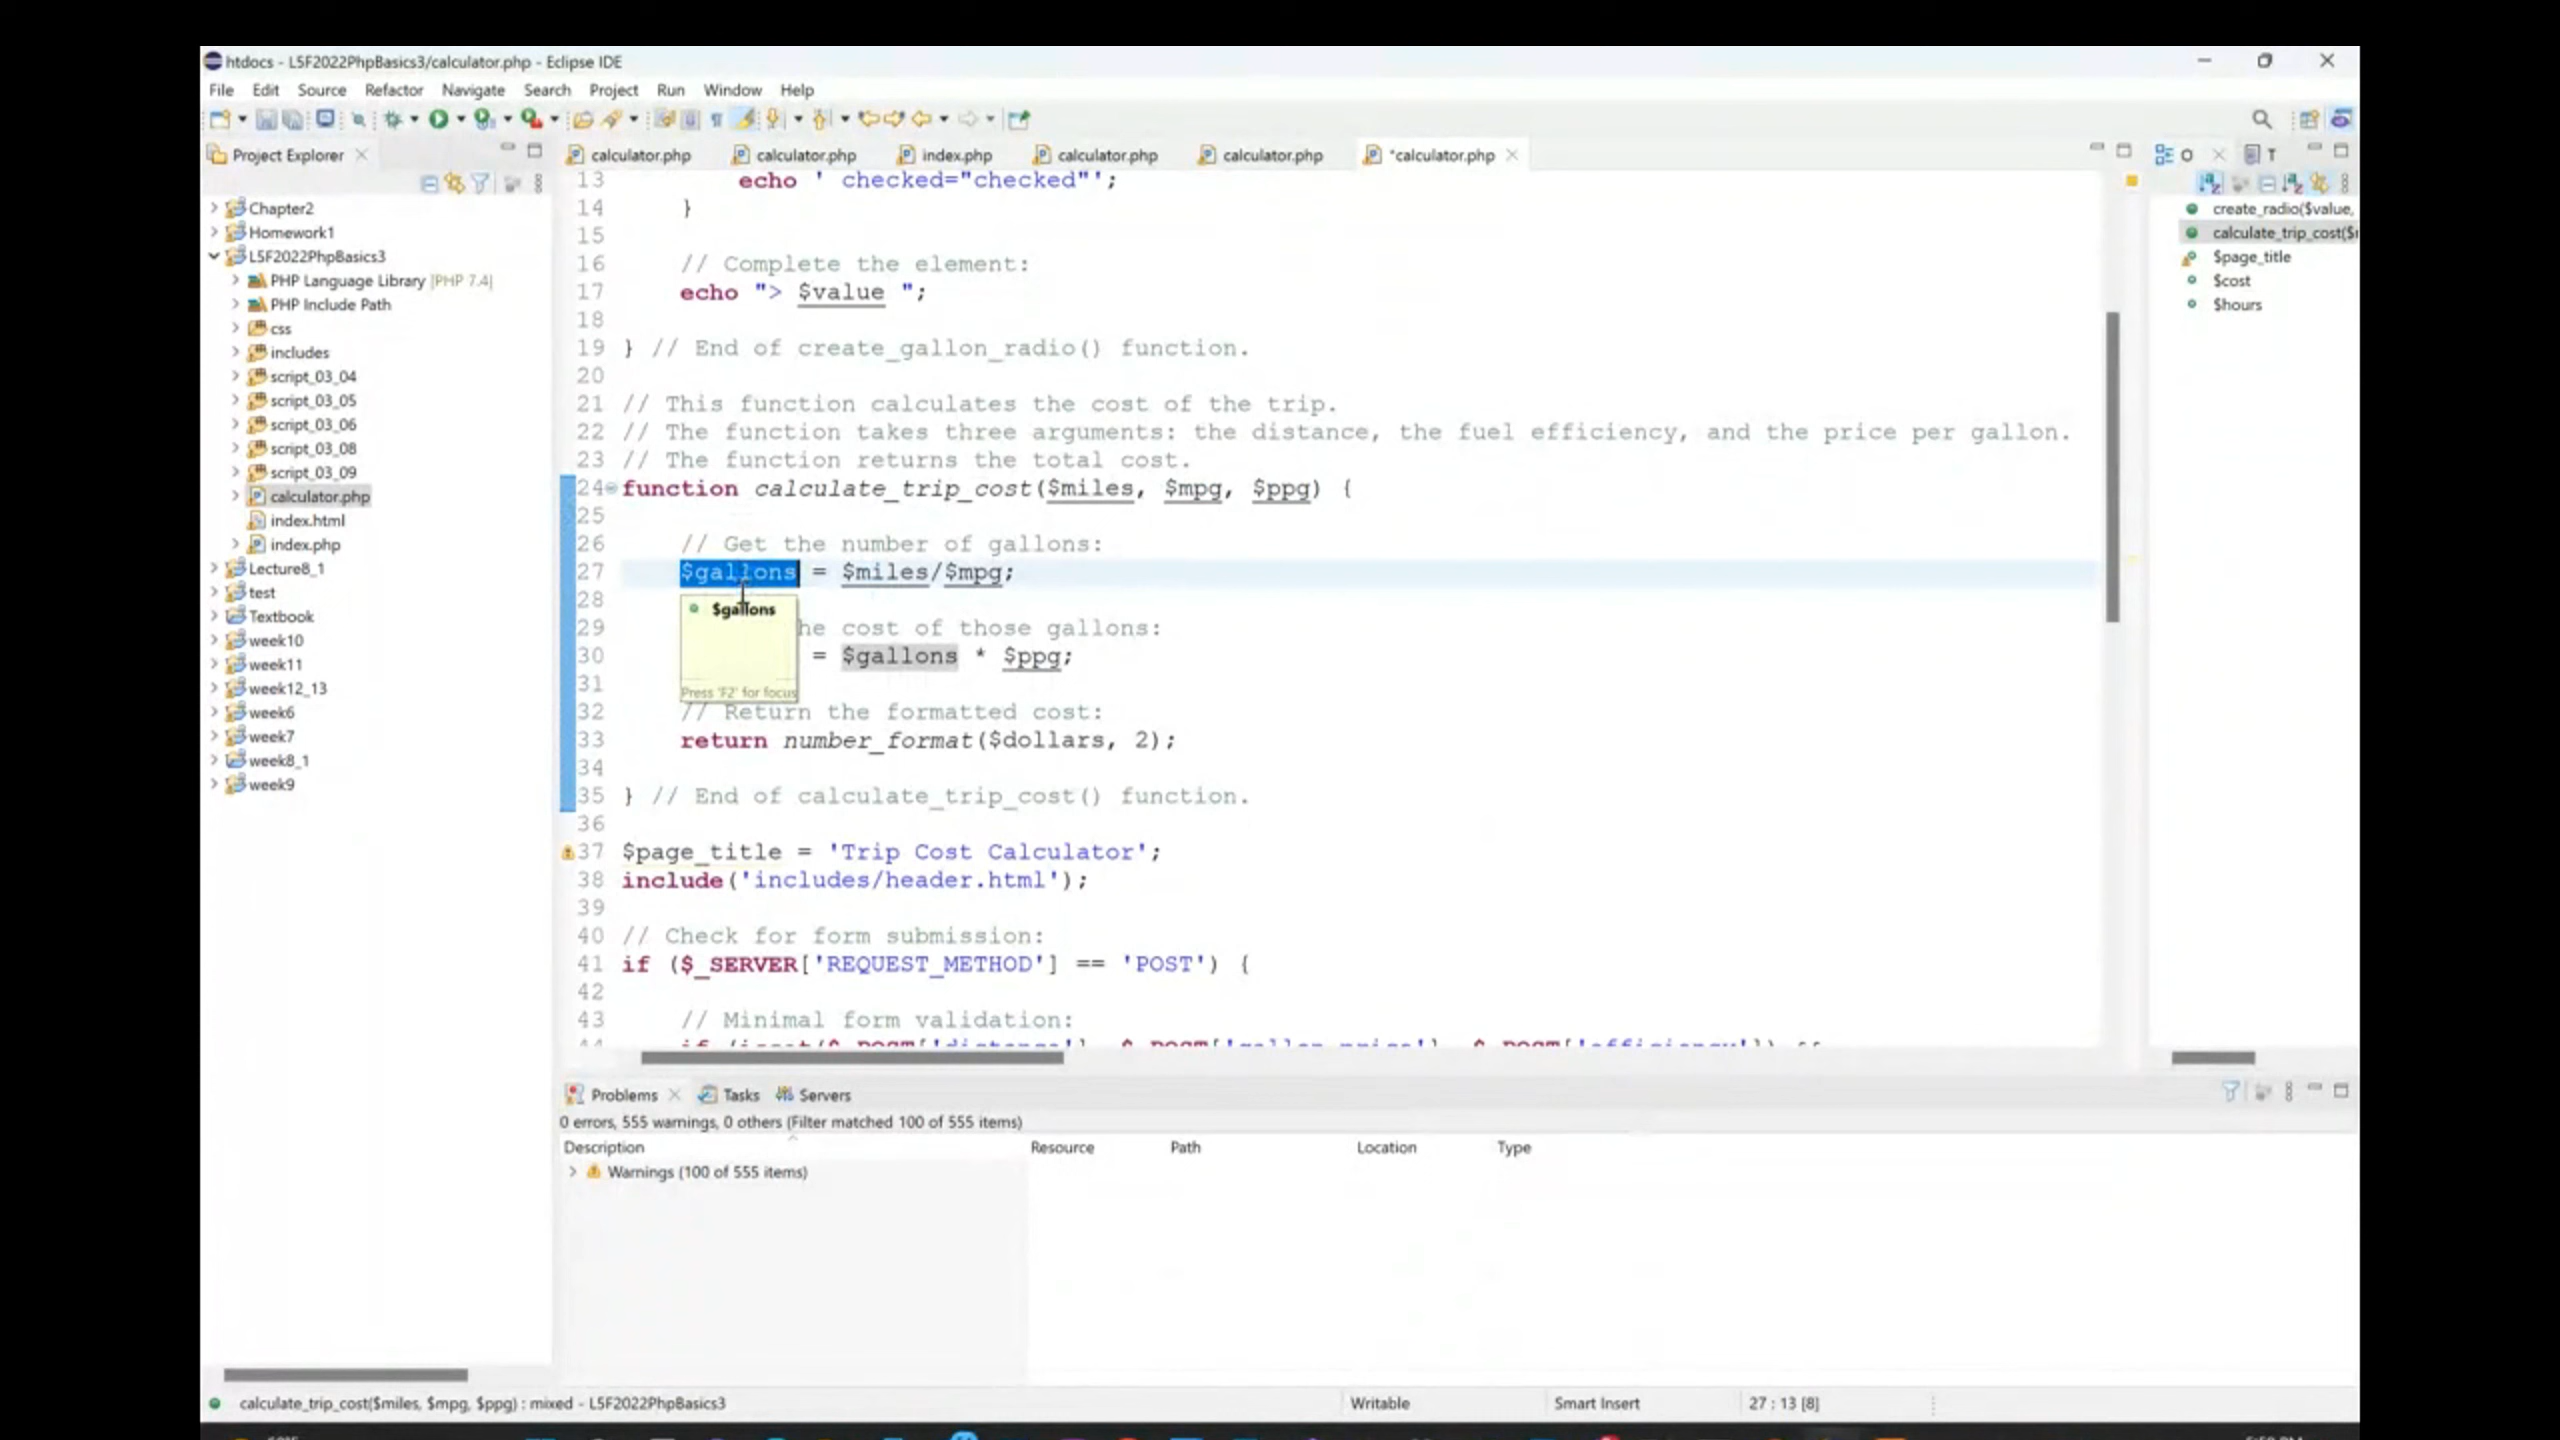 htdocs - L5F2022PhpBasics3/calculator.php - Eclipse IDE
File Edit Source Refactor Navigate Search Project Run Window Help
Project Explorer
calculator.php calculator.php index.php calculator.php calculator.php *calculator.php
O T
Chapter2
Homework1
L5F2022PhpBasics3
PHP Language Library [PHP 7.4]
PHP Include Path
css
includes
script_03_04
script_03_05
script_03_06
script_03_08
script_03_09
calculator.php
index.html
index.php
Lecture8_1
test
Textbook
week10
week11
week12_13
week6
week7
week8_1
week9
13 echo ' checked="checked"';
14 }
15
16 // Complete the element:
17 echo "> $value ";
18
19 } // End of create_gallon_radio() function.
20
21 // This function calculates the cost of the trip.
22 // The function takes three arguments: the distance, the fuel efficiency, and the price per gallon.
23 // The function returns the total cost.
24 function calculate_trip_cost($miles, $mpg, $ppg) {
25
26 // Get the number of gallons:
27 $gallons = $miles/$mpg;
28
$gallons
29 he cost of those gallons:
30 = $gallons * $ppg;
31
Press 'F2' for focus
32 // Return the formatted cost:
33 return number_format($dollars, 2);
34
35 } // End of calculate_trip_cost() function.
36
37 $page_title = 'Trip Cost Calculator';
38 include('includes/header.html');
39
40 // Check for form submission:
41 if ($_SERVER['REQUEST_METHOD'] == 'POST') {
42
43 // Minimal form validation:
44 if (isset($_POST['distance'], $_POST['gallon_price'], $_POST['efficiency']) &&
create_radio($value,
calculate_trip_cost($r
$page_title
$cost
$hours
Problems Tasks Servers
0 errors, 555 warnings, 0 others (Filter matched 100 of 555 items)
Description Resource Path Location Type
Warnings (100 of 555 items)
calculate_trip_cost($miles, $mpg, $ppg) : mixed - L5F2022PhpBasics3 Writable Smart Insert 27 : 13 [8]